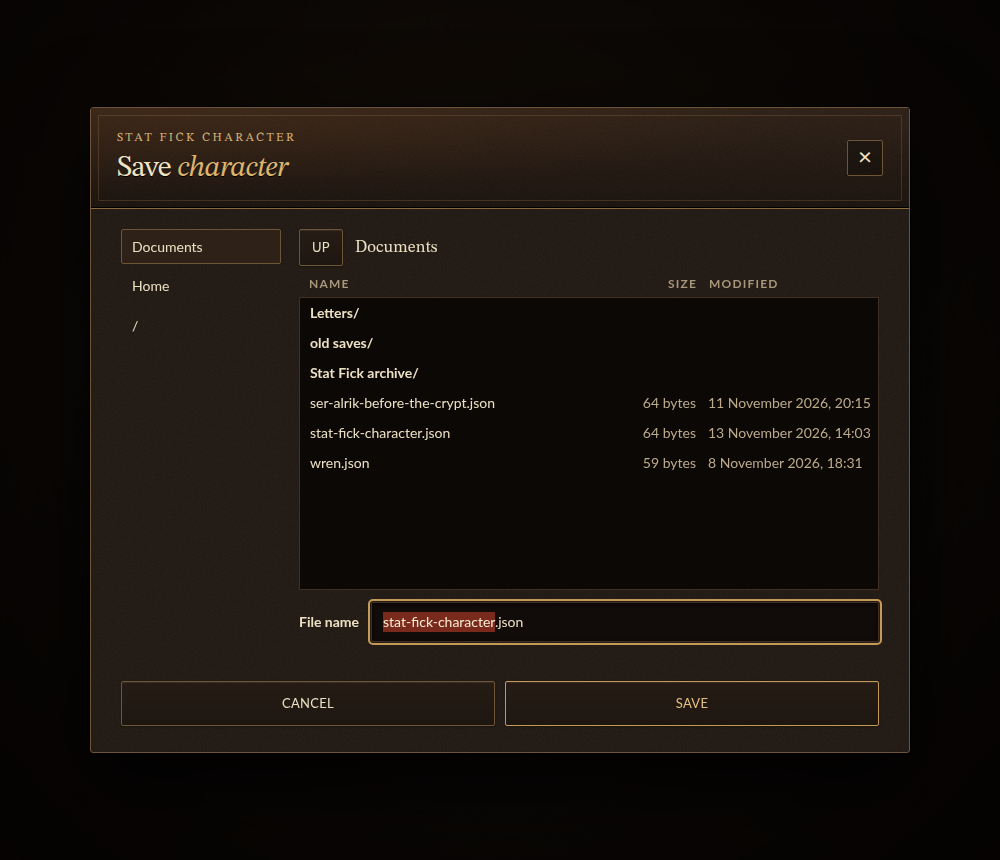 STAT FICK CHARACTER
Save character
✕
Documents
Home
/
UP Documents
NAME SIZE MODIFIED
Letters/
old saves/
Stat Fick archive/
ser-alrik-before-the-crypt.json 64 bytes 11 November 2026, 20:15
stat-fick-character.json 64 bytes 13 November 2026, 14:03
wren.json 59 bytes 8 November 2026, 18:31
File name stat-fick-character.json
CANCEL SAVE